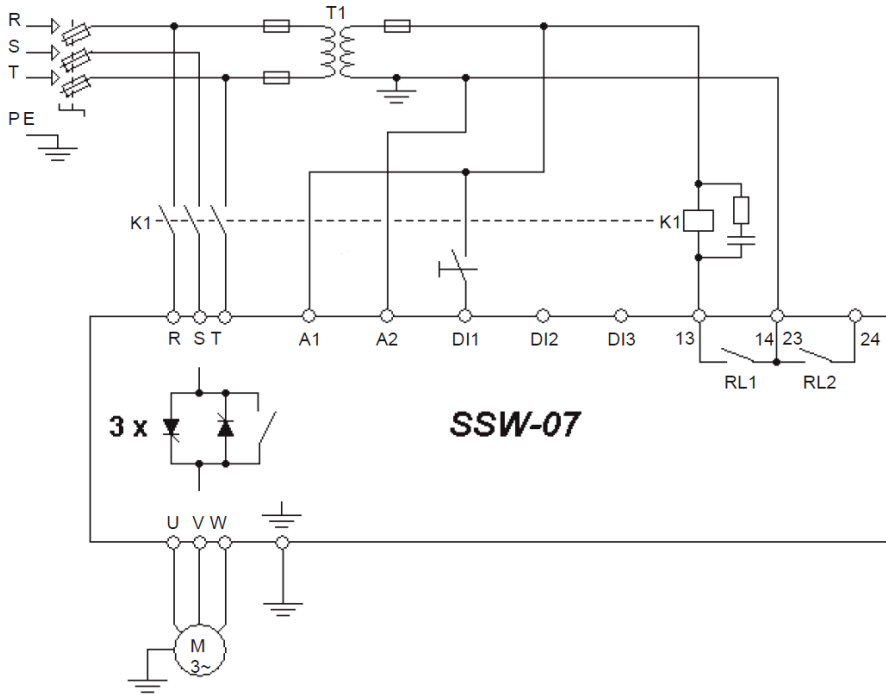 R
T1
S
T
PE
K1
K1
R S T A1 A2 DI1 DI2 DI3 13 14 23 24
RL1 RL2
3 x
SSW-07
U V W
M
3~